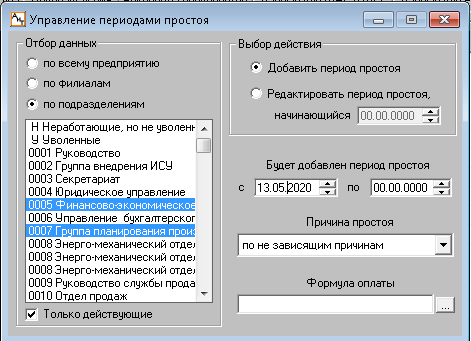 Управление периодами простоя
Отбор данных
по всему предприятию
по филиалам
по подразделениям
Н Неработающие, но не уволенн
У Уволенные
0001 Руководство
0002 Группа внедрения ИСУ
0003 Секретариат
0004 Юридическое управление
0005 Финансово-экономическое
0006 Управление бухгалтерског
0007 Группа планирования прои
0008 Энерго-механический отдел
0008 Энерго-механический отдел
0008 Энерго-механический отдел
0009 Руководство службы прода
0010 Отдел продаж
Только действующие
Выбор действия
Добавить период простоя
Редактировать период простоя,
начинающийся 00.00.0000
Будет добавлен период простоя
с 13.05.2020 по 00.00.0000
Причина простоя
по не зависящим причинам
Формула оплаты
...